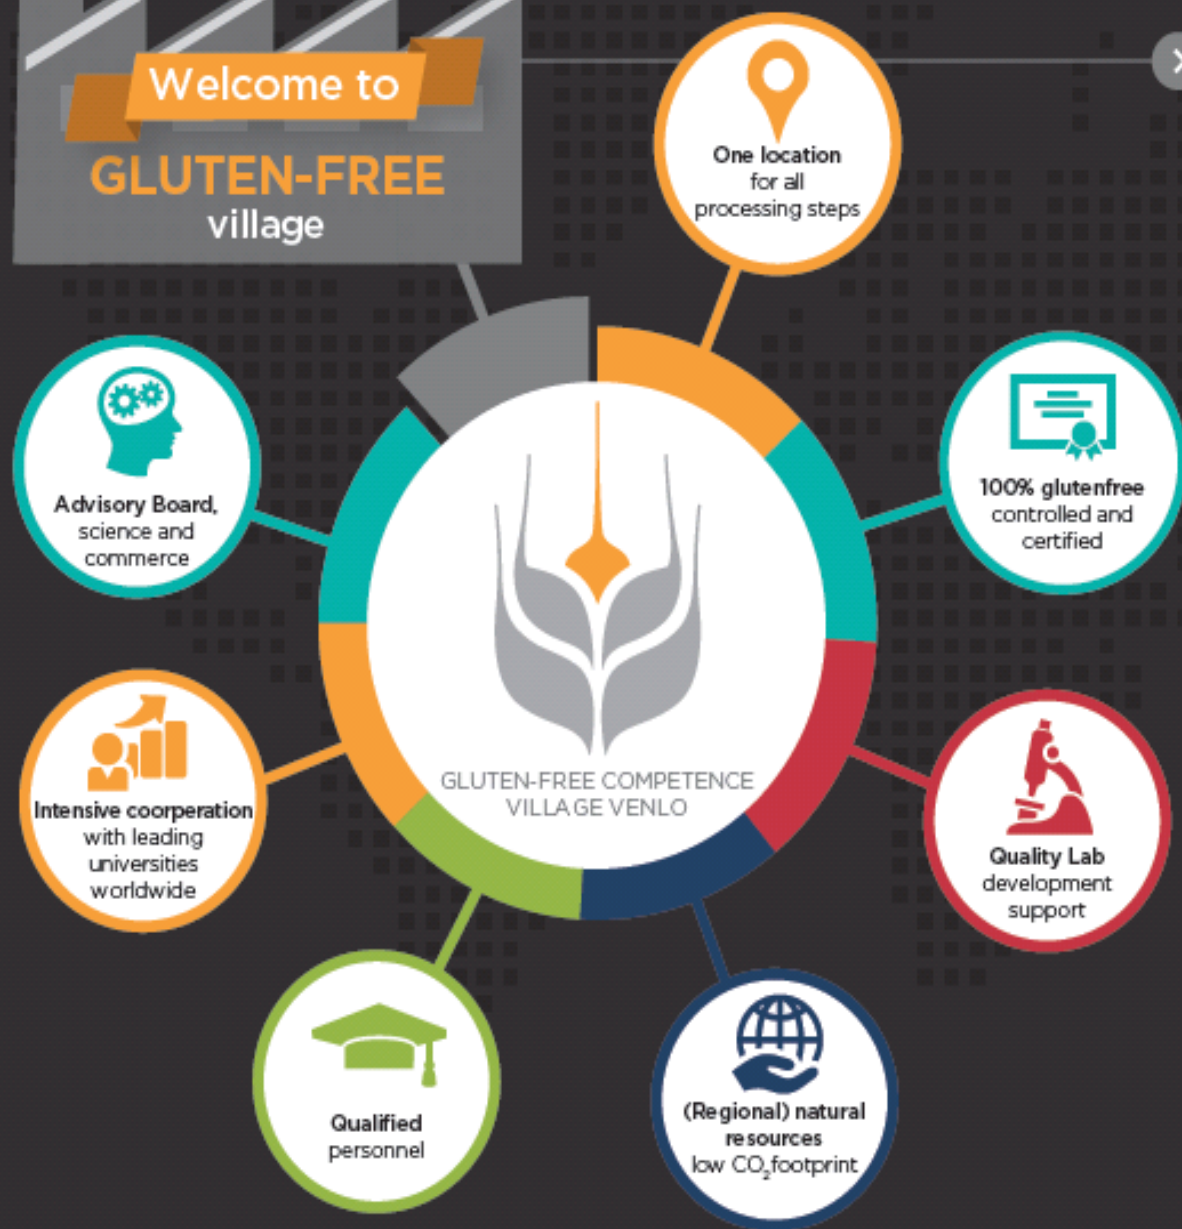 Welcome to
GLUTEN-FREE
village
One location
for all
processing steps
100% glutenfree
controlled and
certified
Quality Lab
development
support
(Regional) natural
resources
low CO₂footprint
Qualified
personnel
Intensive coorperation
with leading
universities
worldwide
Advisory Board,
science and
commerce
GLUTEN-FREE COMPETENCE
VILLAGE VENLO